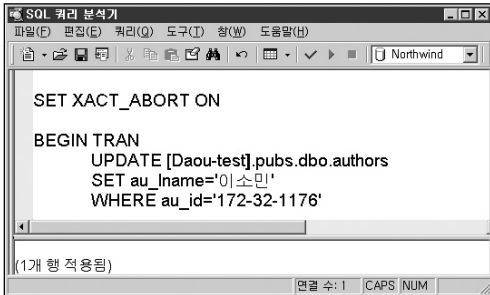 SQL 쿼리 분석기
파일(F) 편집(E) 쿼리(Q) 도구(T) 창(W) 도움말(H)
Northwind
SET XACT_ABORT ON
BEGIN TRAN
UPDATE [Daou-test].pubs.dbo.authors
SET au_lname='이소민'
WHERE au_id='172-32-1176'
(1개 행 적용됨)
연결 수: 1 CAPS NUM